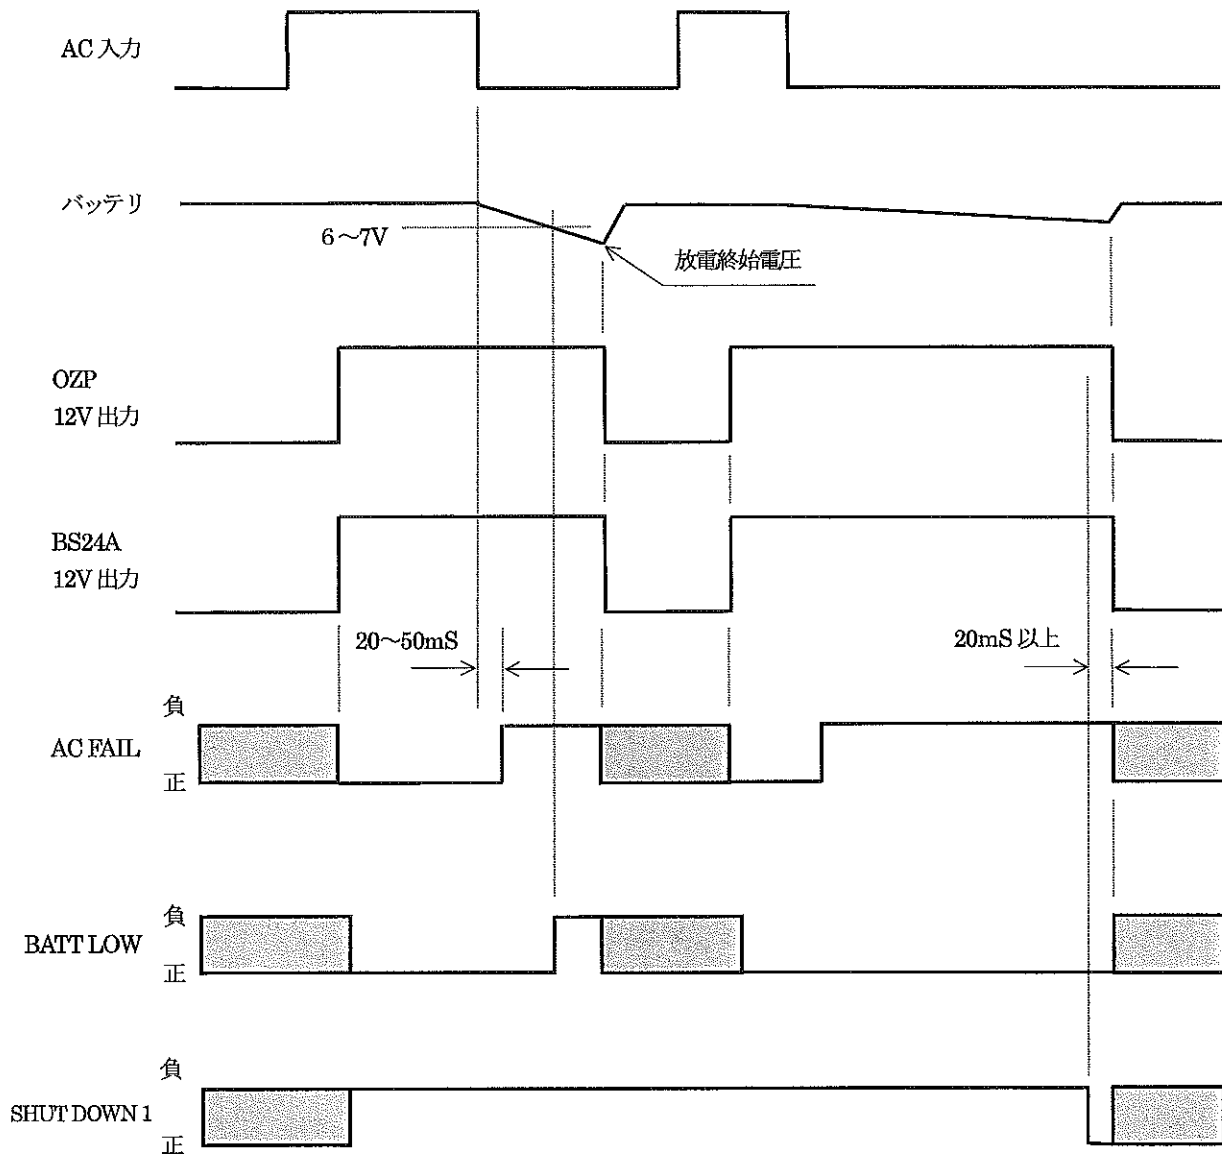 AC 入力
バッテリ
6～7V
放電終始電圧
OZP
12V 出力
BS24A
12V 出力
20～50mS
20mS 以上
負
AC FAIL
正
負
BATT LOW
正
負
SHUT DOWN 1
正